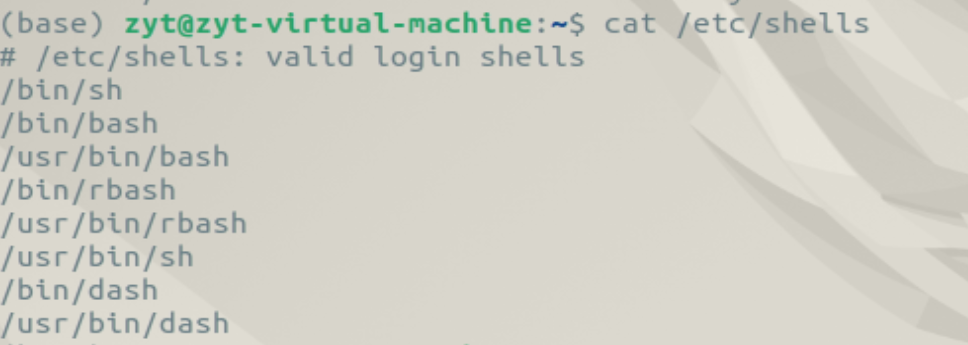 (base) zyt@zyt-virtual-machine:~$ cat /etc/shells
# /etc/shells: valid login shells
/bin/sh
/bin/bash
/usr/bin/bash
/bin/rbash
/usr/bin/rbash
/usr/bin/sh
/bin/dash
/usr/bin/dash